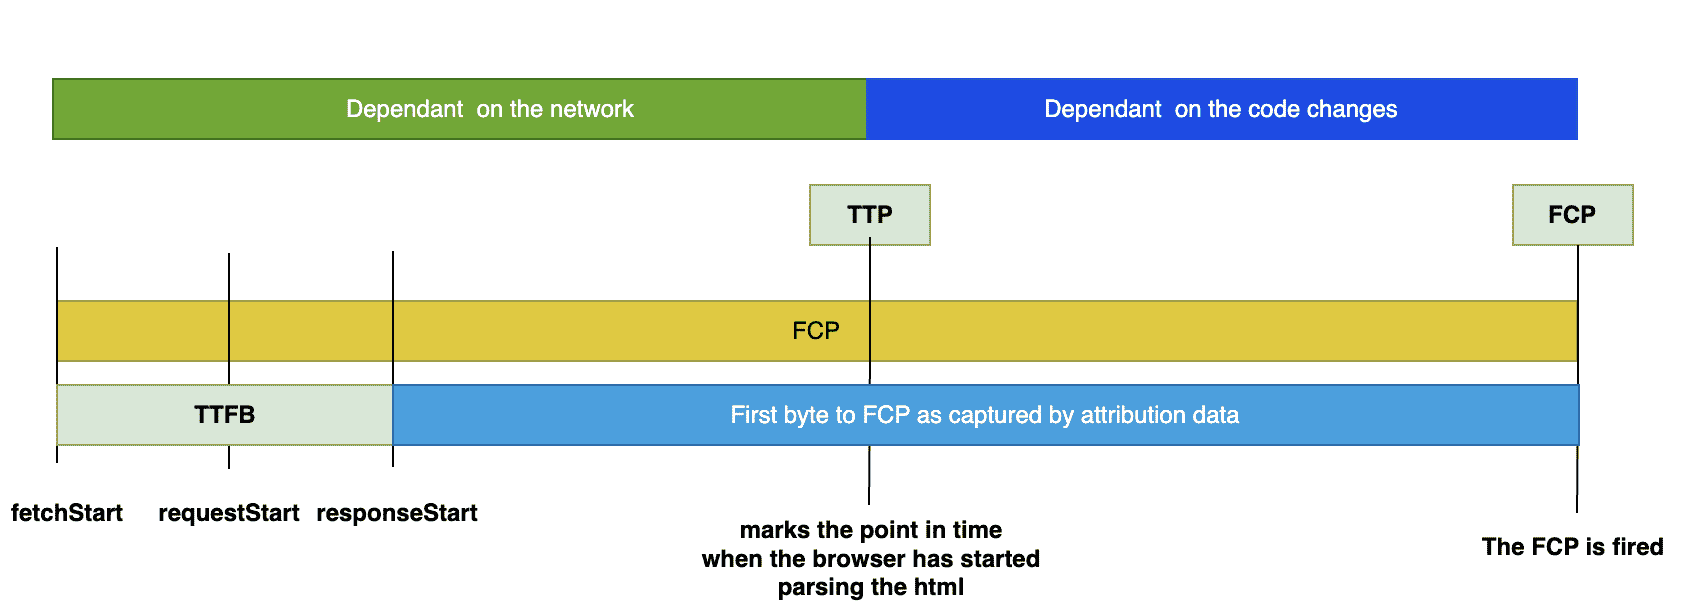 Dependant on the network
Dependant on the code changes
TTP
FCP
FCP
TTFB
First byte to FCP as captured by attribution data
fetchStart
requestStart
responseStart
marks the point in time
when the browser has started
parsing the html
The FCP is fired